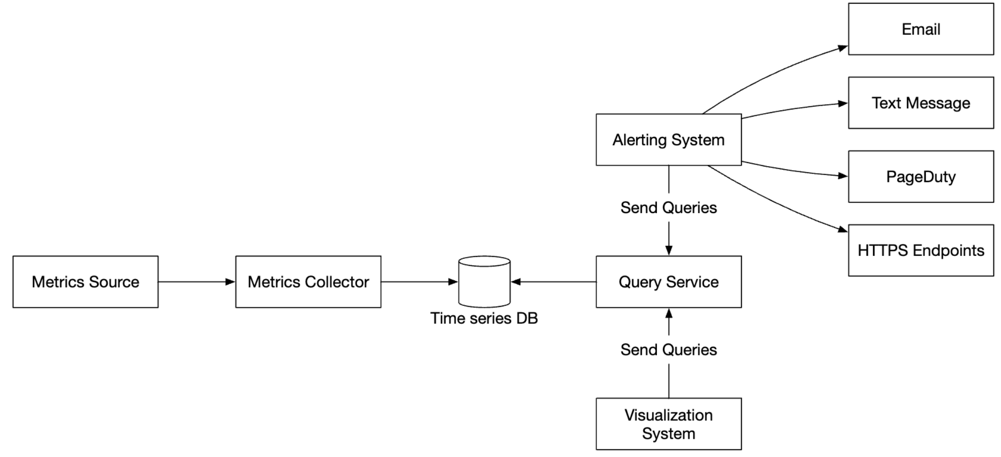 Email
Text Message
Alerting System
PageDuty
Send Queries
HTTPS Endpoints
Metrics Source
Metrics Collector
Query Service
Time series DB
Send Queries
Visualization
System